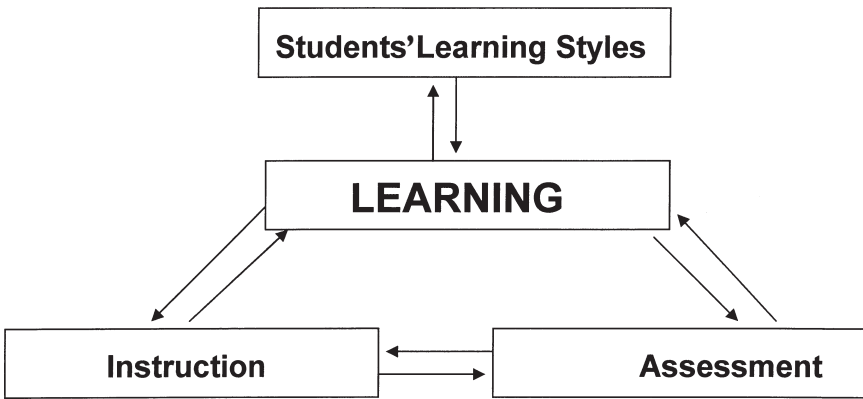 Students’Learning Styles
LEARNING
Instruction
Assessment